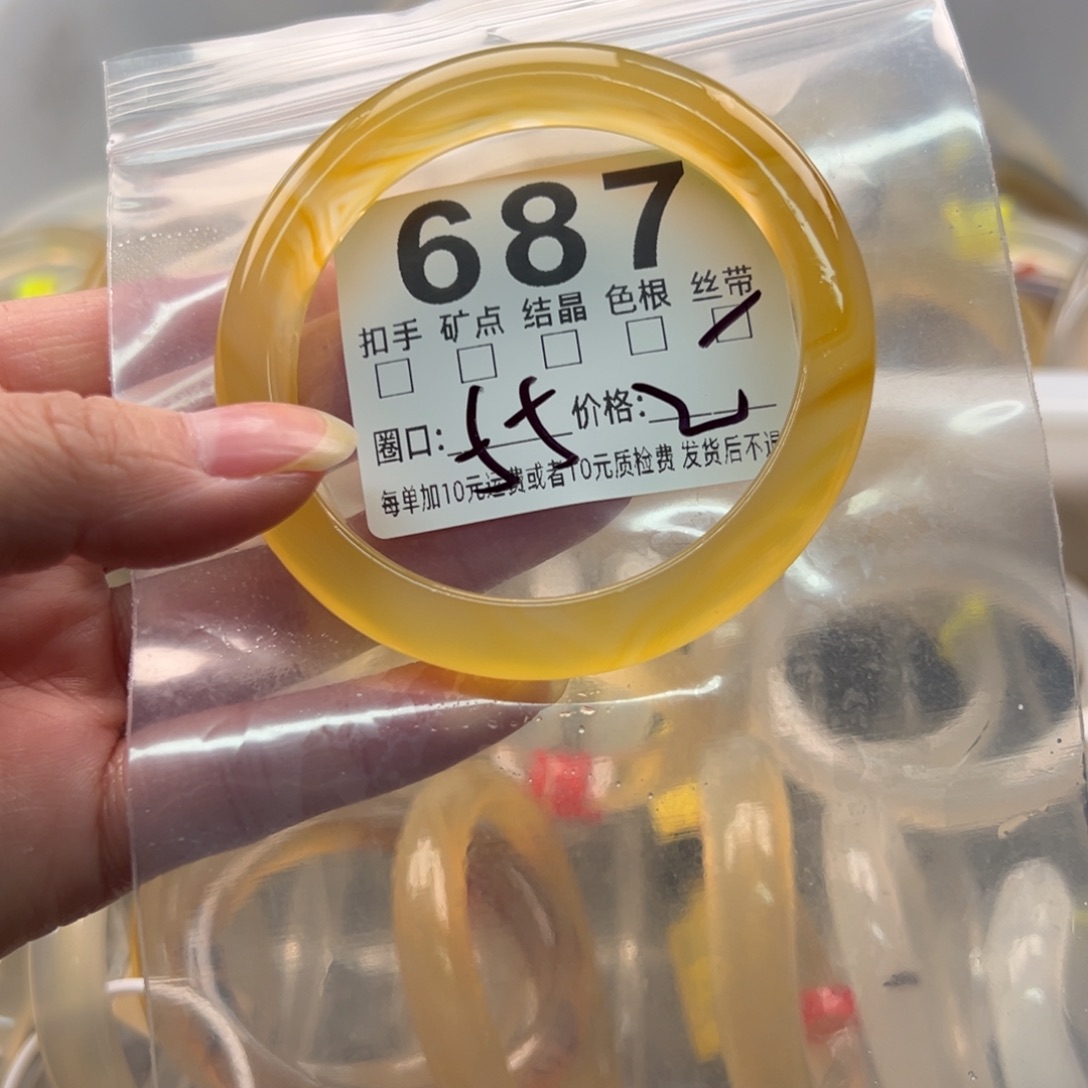 687
扣手 矿点 结晶 色根 丝带
圈口: 55 价格: 2
每单加10元运费或者10元质检费 发货后不退